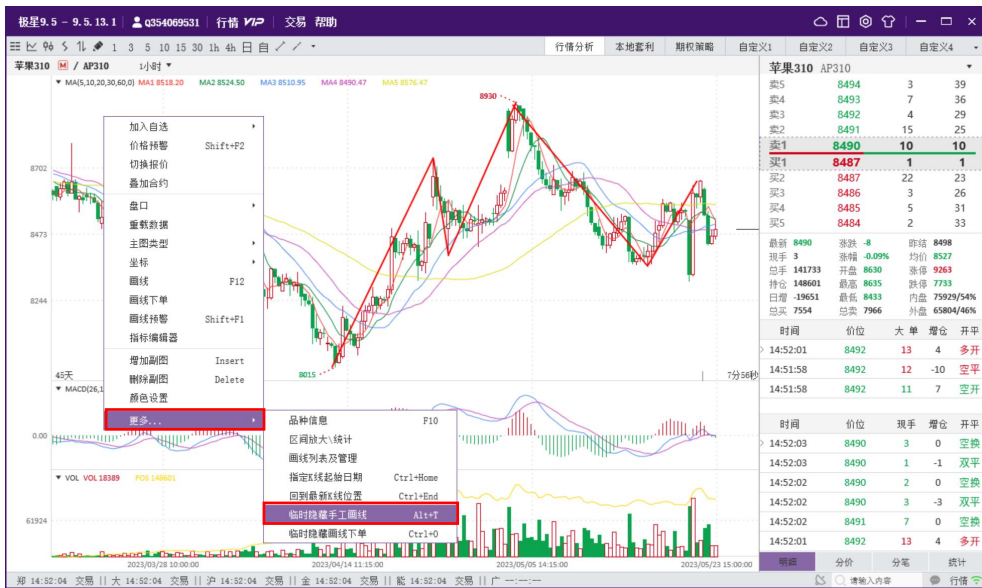 极星9.5 - 9.5.13.1 Q354069531 行情 VIP 交易 帮助
1 3 5 10 15 30 1h 4h 日 自
行情分析 本地套利 期权策略 自定义1 自定义2 自定义3 自定义4
苹果310 M / AP310 1小时
MA(5,10,20,30,60,0) MA1 8518.20 MA2 8524.50 MA3 8510.95 MA4 8490.47 MA5 8576.47
8930
8702
8473
8244
8015
45天
7分56秒
加入自选
价格预警 Shift+F2
切换报价
叠加合约
盘口
重载数据
主图类型
坐标
画线 F12
画线下单
画线预警 Shift+F1
指标编辑器
增加副图 Insert
删除副图 Delete
颜色设置
更多...
品种信息 F10
区间放大\统计
画线列表及管理
指定K线起始日期 Ctrl+Home
回到最新K线位置 Ctrl+End
临时隐藏手工画线 Alt+T
临时隐藏画线下单 Ctrl+O
MACD(26,1
0.00
VOL VOL 18389 POS 148601
61924
2023/03/28 10:00:00 2023/04/14 11:15:00 2023/05/05 14:15:00 2023/05/23 15:00:00
苹果310 AP310
卖5 8494 3 39
卖4 8493 7 36
卖3 8492 4 29
卖2 8491 15 25
卖1 8490 10 10
买1 8487 1 1
买2 8487 22 23
买3 8486 3 26
买4 8485 5 31
买5 8484 2 33
最新 8490 涨跌 -8 昨结 8498
现手 3 涨幅 -0.09% 均价 8527
总手 141733 开盘 8630 涨停 9263
持仓 148601 最高 8635 跌停 7733
日增 -19651 最低 8433 内盘 75929/54%
总买 7554 总卖 7966 外盘 65804/46%
时间 价位 大单 增仓 开平
14:52:01 8492 13 4 多开
14:51:58 8492 12 -10 空平
14:51:58 8492 11 7 空开
时间 价位 现手 增仓 开平
14:52:03 8490 3 0 空换
14:52:03 8490 1 -1 双平
14:52:02 8490 2 0 空换
14:52:02 8490 3 -3 双平
14:52:02 8491 7 0 空换
14:52:01 8492 13 4 多开
明细 分价 分笔 统计
郑 14:52:04 交易 || 大 14:52:04 交易 || 沪 14:52:04 交易 || 金 14:52:04 交易 || 能 14:52:04 交易 || 广 --:--:--
请输入内容 行情